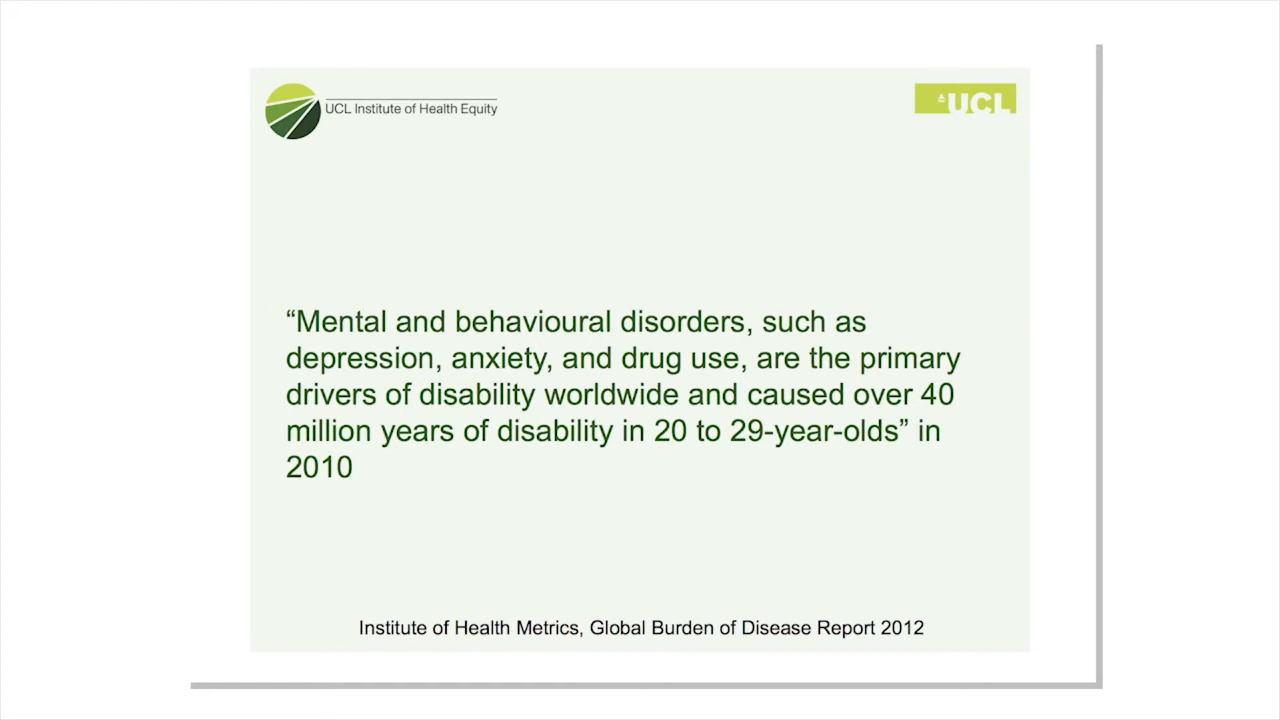 UCL Institute of Health Equity
UCL
“Mental and behavioural disorders, such as
depression, anxiety, and drug use, are the primary
drivers of disability worldwide and caused over 40
million years of disability in 20 to 29-year-olds” in
2010
Institute of Health Metrics, Global Burden of Disease Report 2012